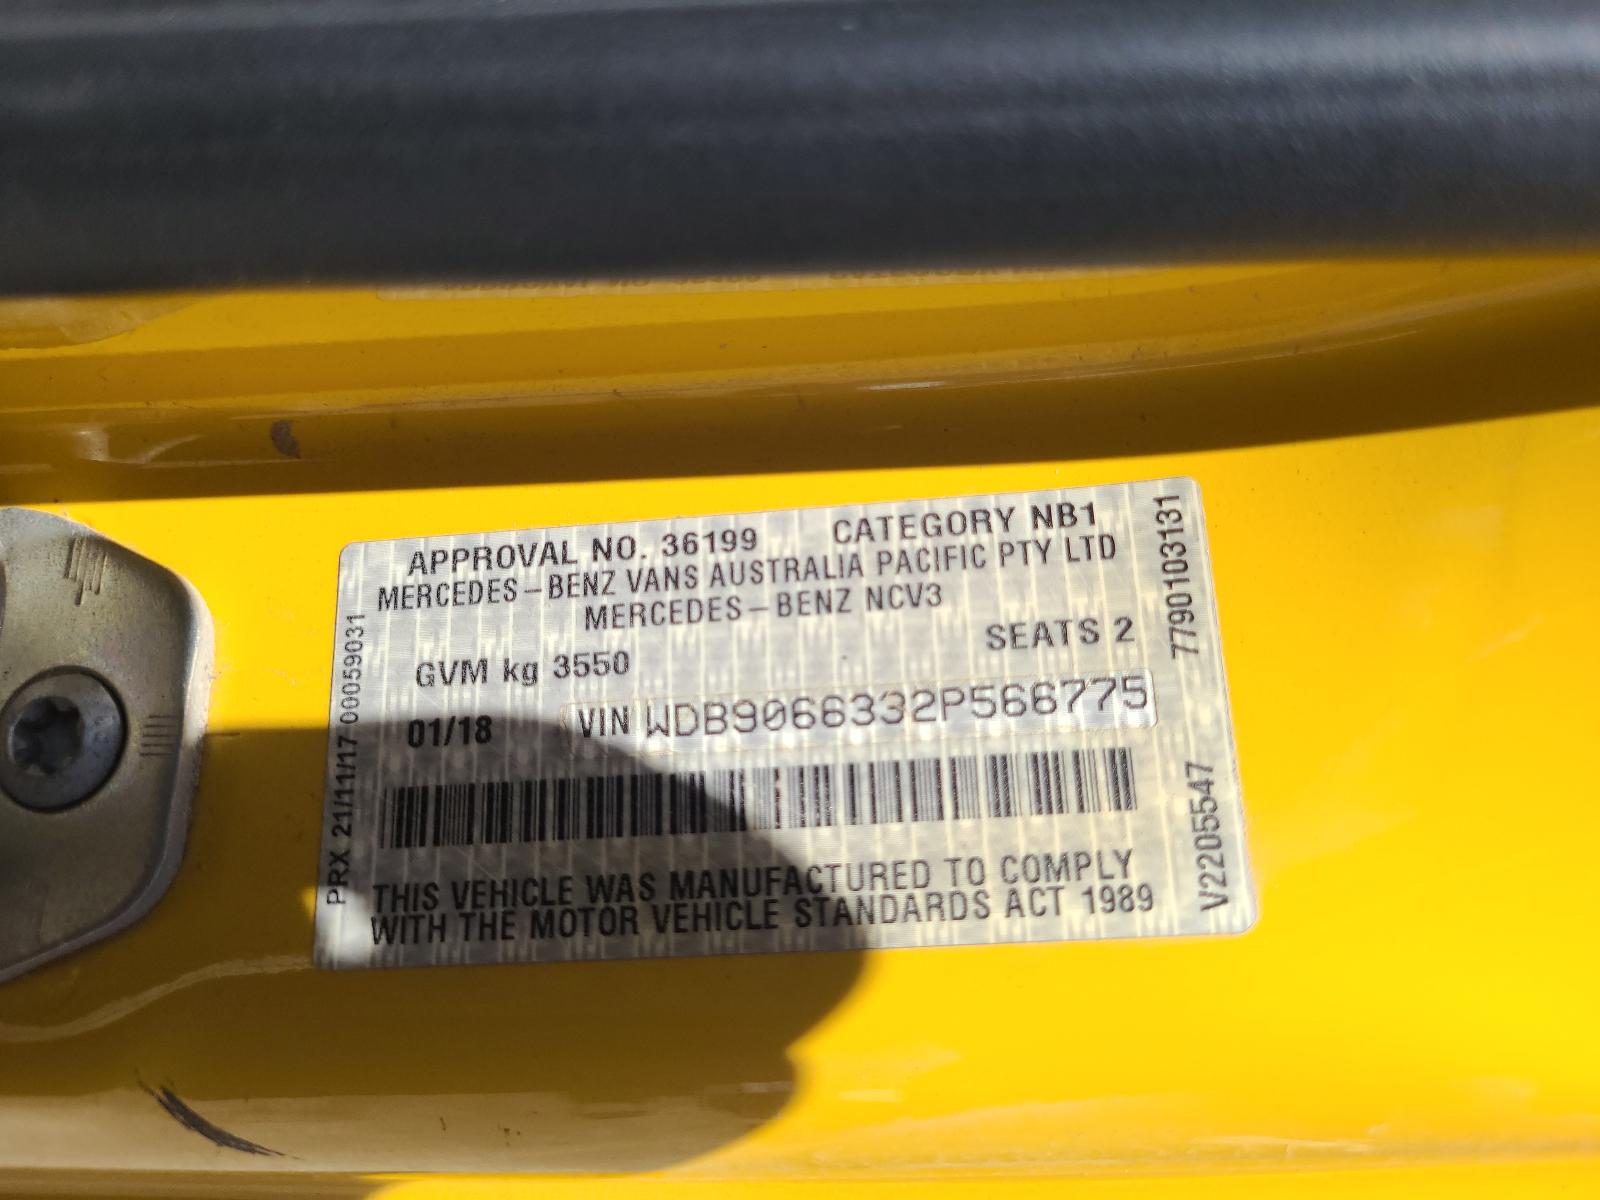 APPROVAL NO. 36199 CATEGORY NB1
MERCEDES-BENZ VANS AUSTRALIA PACIFIC PTY LTD
MERCEDES-BENZ NCV3
SEATS 2
GVM kg 3550
01/18 VIN WDB9066332P566775
THIS VEHICLE WAS MANUFACTURED TO COMPLY
WITH THE MOTOR VEHICLE STANDARDS ACT 1989
PRX 21/11/17 00059031
7790103131
V2205547